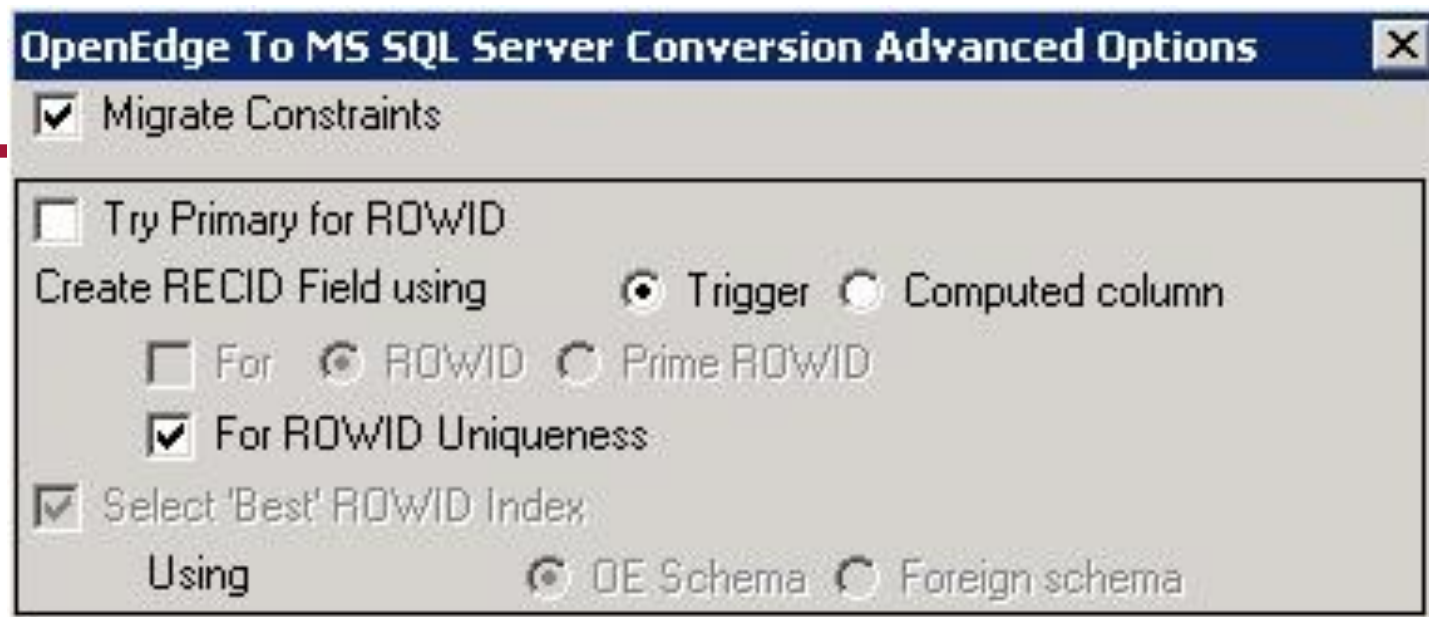 OpenEdge To MS SQL Server Conversion Advanced Options
Migrate Constraints
Try Primary for ROWID
Create RECID Field using Trigger Computed column
For ROWID Prime ROWID
For ROWID Uniqueness
Select 'Best' ROWID Index
Using OE Schema Foreign schema